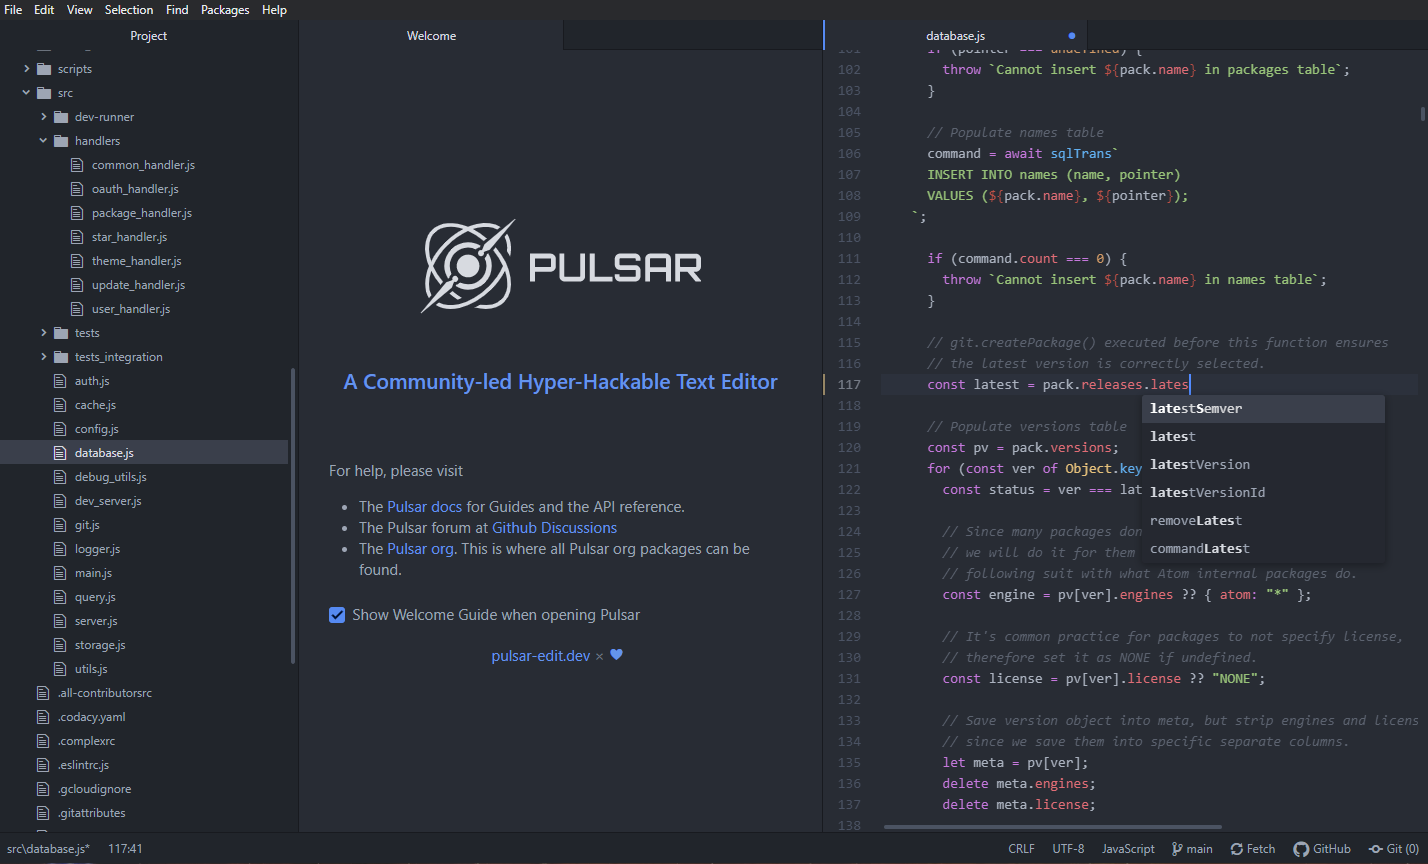 File Edit View Selection Find Packages Help
Project
scripts
src
dev-runner
handlers
common_handler.js
oauth_handler.js
package_handler.js
star_handler.js
theme_handler.js
update_handler.js
user_handler.js
tests
tests_integration
auth.js
cache.js
config.js
database.js
debug_utils.js
dev_server.js
git.js
logger.js
main.js
query.js
server.js
storage.js
utils.js
.all-contributorsrc
.codacy.yaml
.complexrc
.eslintrc.js
.gcloudignore
.gitattributes
Welcome
PULSAR
A Community-led Hyper-Hackable Text Editor
For help, please visit
• The Pulsar docs for Guides and the API reference.
• The Pulsar forum at Github Discussions
• The Pulsar org. This is where all Pulsar org packages can be
found.
Show Welcome Guide when opening Pulsar
pulsar-edit.dev × ♥
database.js
101 if (pointer === undefined) {
102 throw `Cannot insert ${pack.name} in packages table`;
103 }
104
105 // Populate names table
106 command = await sqlTrans`
107 INSERT INTO names (name, pointer)
108 VALUES (${pack.name}, ${pointer});
109 `;
110
111 if (command.count === 0) {
112 throw `Cannot insert ${pack.name} in names table`;
113 }
114
115 // git.createPackage() executed before this function ensures
116 // the latest version is correctly selected.
117 const latest = pack.releases.lates
118
119 // Populate versions table
120 const pv = pack.versions;
121 for (const ver of Object.key
122 const status = ver === lat
123
124 // Since many packages don
125 // we will do it for them
126 // following suit with what Atom internal packages do.
127 const engine = pv[ver].engines ?? { atom: "*" };
128
129 // It's common practice for packages to not specify license,
130 // therefore set it as NONE if undefined.
131 const license = pv[ver].license ?? "NONE";
132
133 // Save version object into meta, but strip engines and licens
134 // since we save them into specific separate columns.
135 let meta = pv[ver];
136 delete meta.engines;
137 delete meta.license;
138
latestSemver
latest
latestVersion
latestVersionId
removeLatest
commandLatest
src\database.js* 117:41 CRLF UTF-8 JavaScript main Fetch GitHub Git (0)